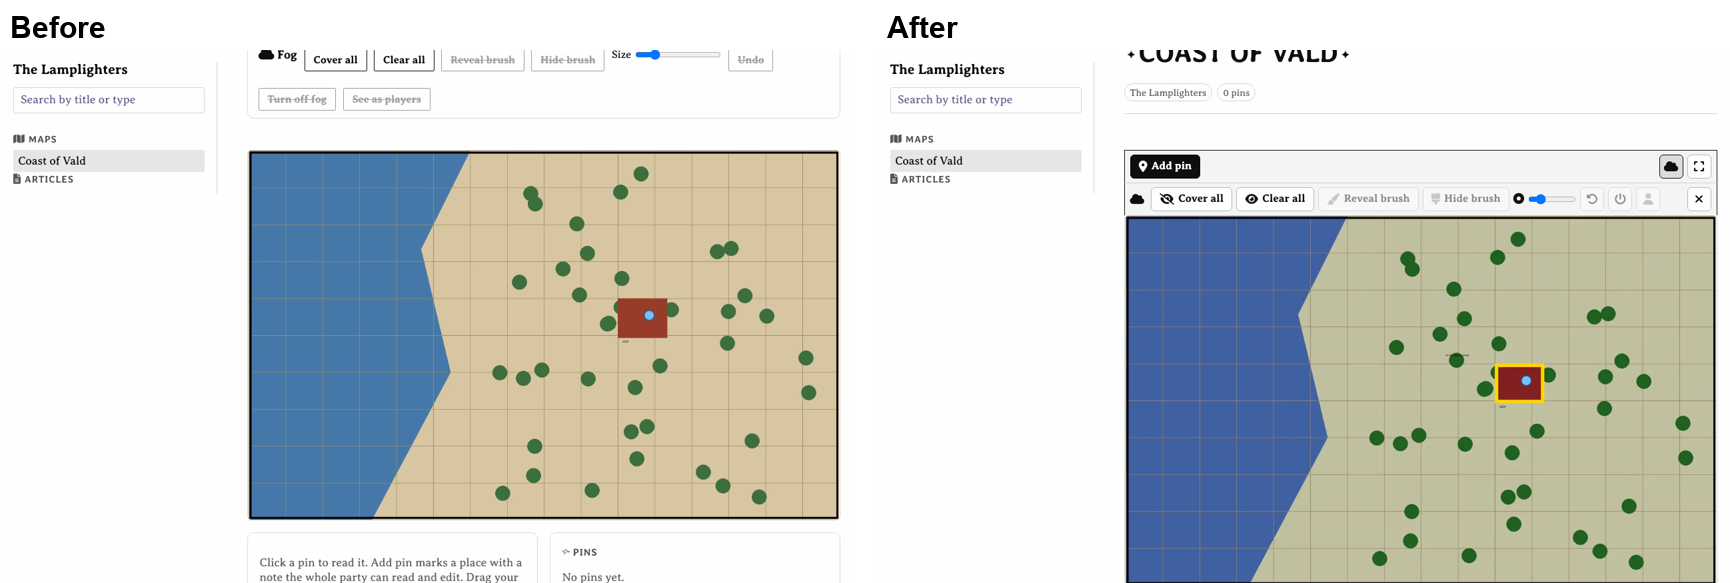 Before
The Lamplighters
Search by title or type
MAPS
Coast of Vald
ARTICLES
Fog
Cover all
Clear all
Reveal brush
Hide brush
Size
Undo
Turn off fog
See as players
Click a pin to read it. Add pin marks a place with a
note the whole party can read and edit. Drag your
PINS
No pins yet.
After
The Lamplighters
Search by title or type
MAPS
Coast of Vald
ARTICLES
COAST OF VALD
The Lamplighters
0 pins
Add pin
Cover all
Clear all
Reveal brush
Hide brush